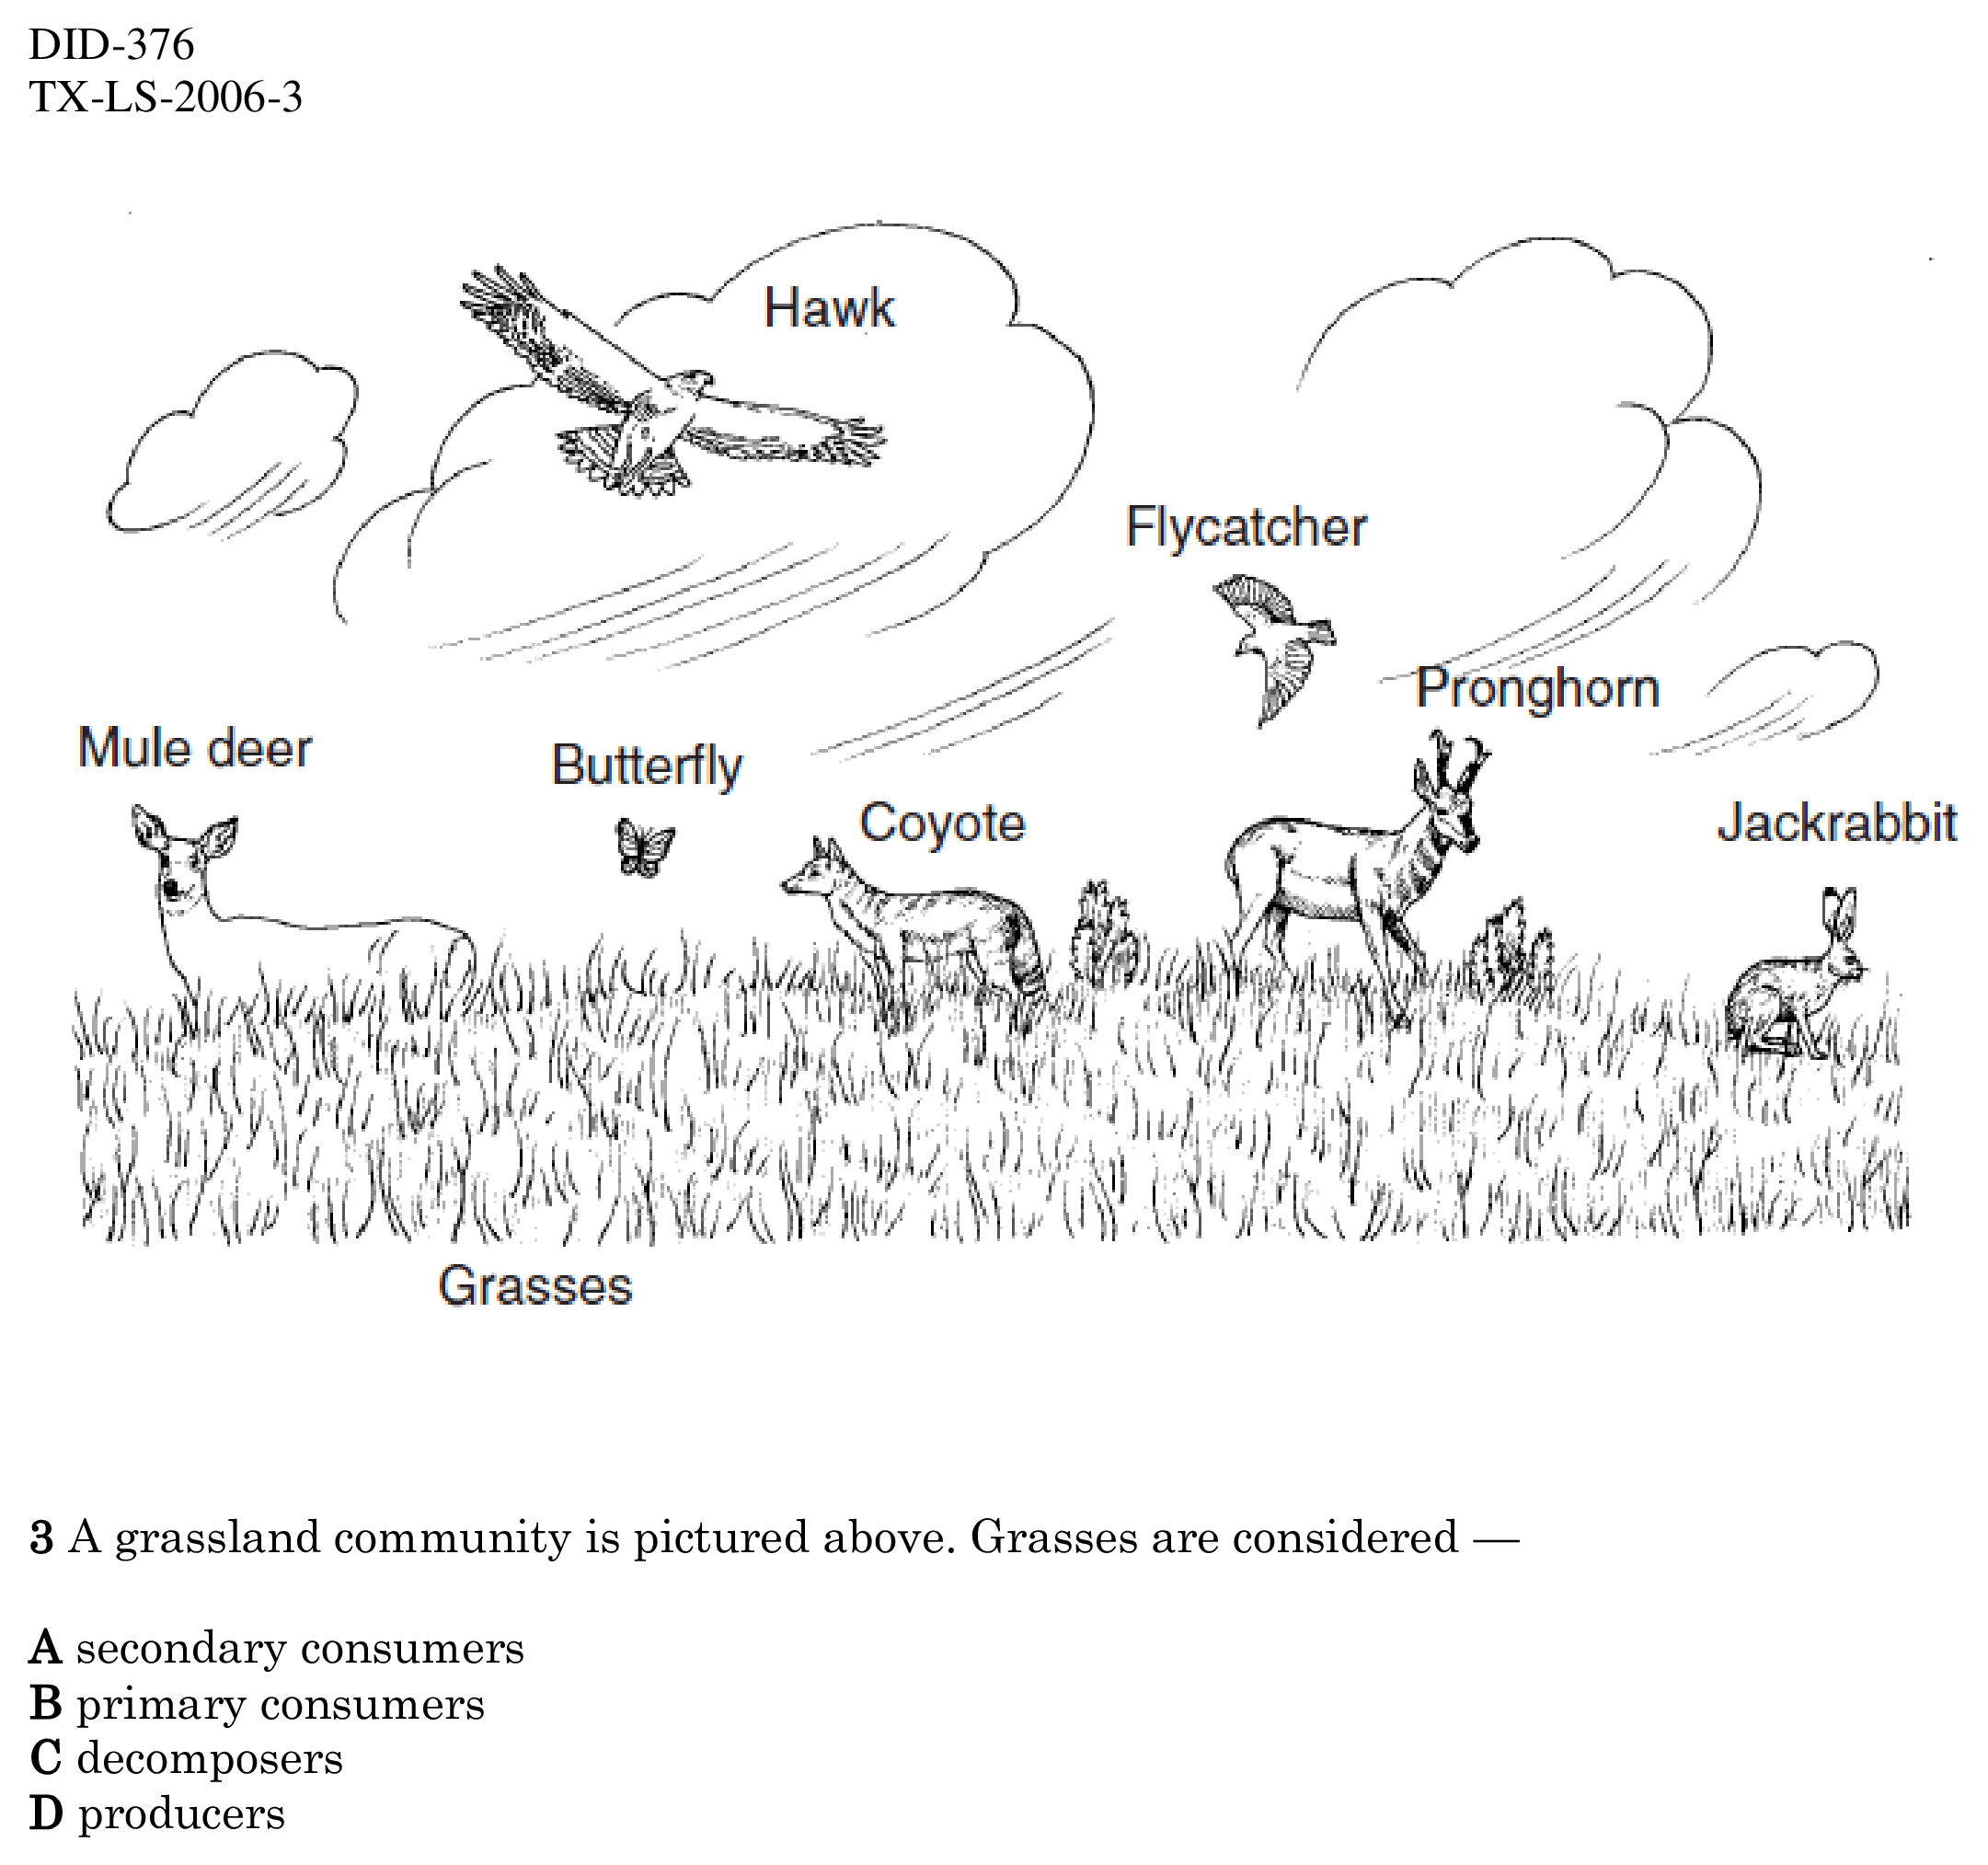 DID-376
TX-LS-2006-3
Hawk
Flycatcher
Pronghorn
Mule deer
Butterfly
Coyote
Jackrabbit
Grasses
3 A grassland community is pictured above. Grasses are considered —
A secondary consumers
B primary consumers
C decomposers
D producers